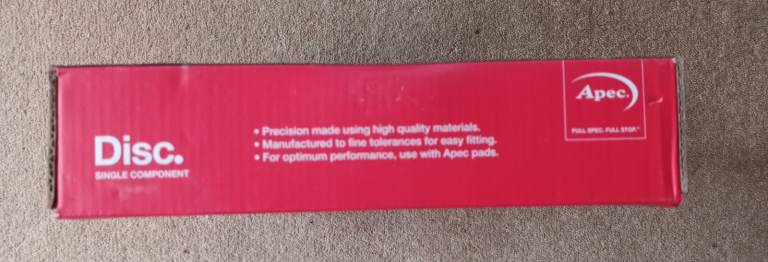 Disc.
SINGLE COMPONENT
• Precision made using high quality materials.
• Manufactured to fine tolerances for easy fitting.
• For optimum performance, use with Apec pads.
Apec.
FULL SPEC. FULL STOP.™